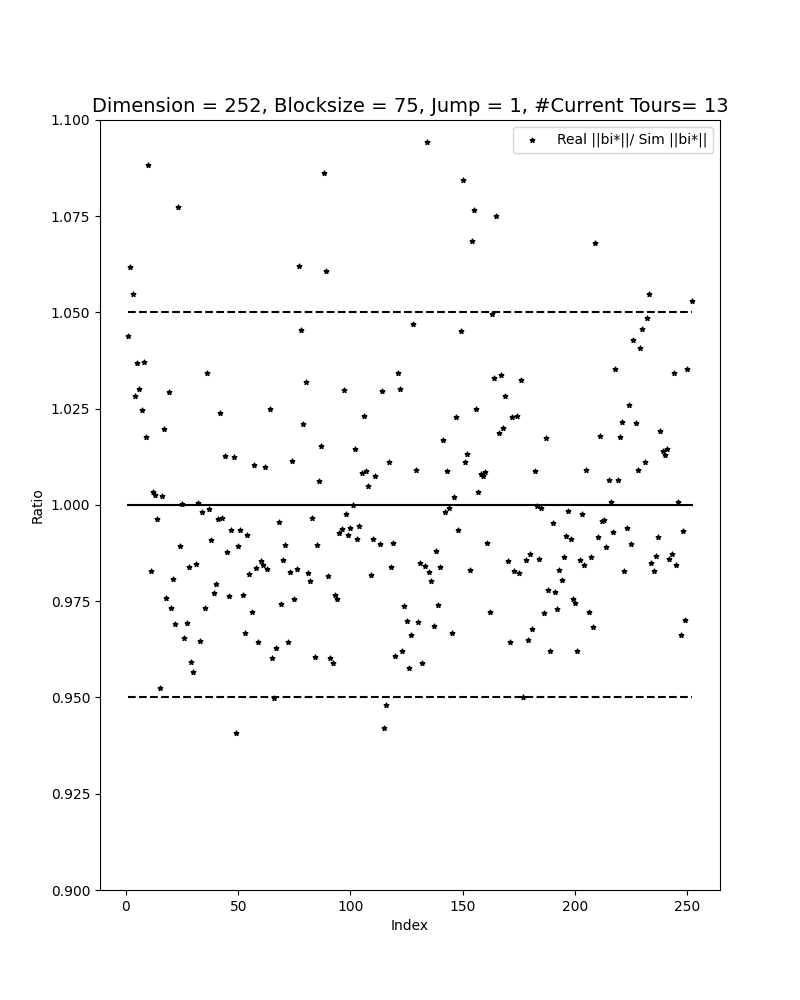 Dimension = 252, Blocksize = 75, Jump = 1, #Current Tours= 13
Real ||bi*||/ Sim ||bi*||
1.100
1.075
1.050
1.025
1.000
0.975
0.950
0.925
0.900
Ratio
0 50 100 150 200 250
Index